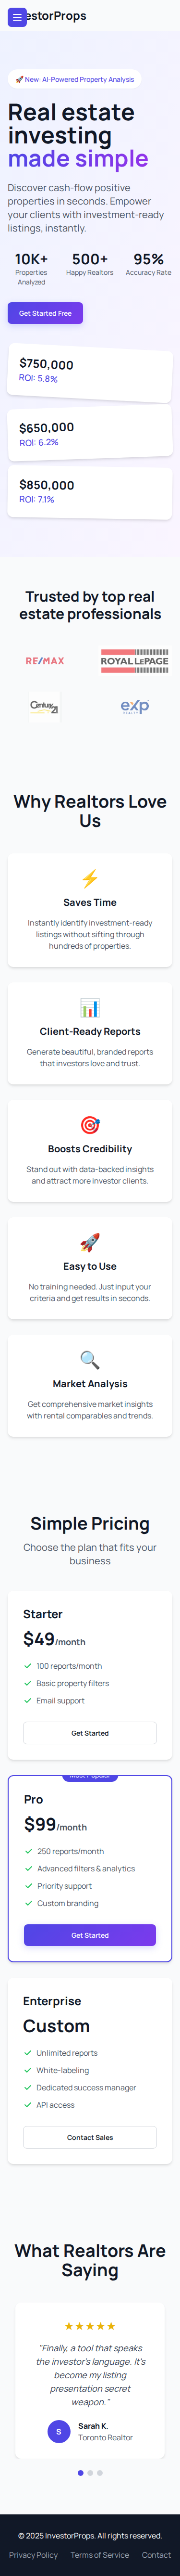 estorProps
🚀 New: AI-Powered Property Analysis
Real estate
investing
made simple
Discover cash-flow positive
properties in seconds. Empower
your clients with investment-ready
listings, instantly.
10K+
Properties
Analyzed
500+
Happy Realtors
95%
Accuracy Rate
Get Started Free
$750,000
ROI: 5.8%
$650,000
ROI: 6.2%
$850,000
ROI: 7.1%
Trusted by top real
estate professionals
RE/MAX
ROYAL LEPAGE
Century 21
eXp
REALTY
Why Realtors Love
Us
Saves Time
Instantly identify investment-ready
listings without sifting through
hundreds of properties.
Client-Ready Reports
Generate beautiful, branded reports
that investors love and trust.
Boosts Credibility
Stand out with data-backed insights
and attract more investor clients.
Easy to Use
No training needed. Just input your
criteria and get results in seconds.
Market Analysis
Get comprehensive market insights
with rental comparables and trends.
Simple Pricing
Choose the plan that fits your
business
Starter
$49/month
100 reports/month
Basic property filters
Email support
Get Started
Pro
$99/month
250 reports/month
Advanced filters & analytics
Priority support
Custom branding
Get Started
Enterprise
Custom
Unlimited reports
White-labeling
Dedicated success manager
API access
Contact Sales
What Realtors Are
Saying
★★★★★
"Finally, a tool that speaks
the investor's language. It's
become my listing
presentation secret
weapon."
S
Sarah K.
Toronto Realtor
© 2025 InvestorProps. All rights reserved.
Privacy Policy
Terms of Service
Contact